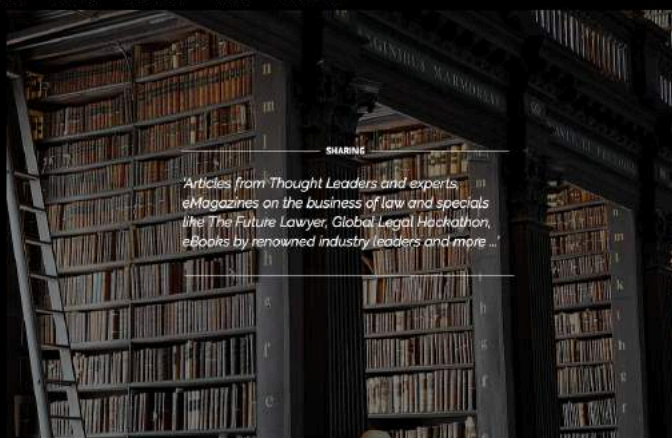 SHARING
'Articles from Thought Leaders and experts,
eMagazines on the business of law and specials
like The Future Lawyer, Global Legal Hackathon,
eBooks by renowned industry leaders and more ...'